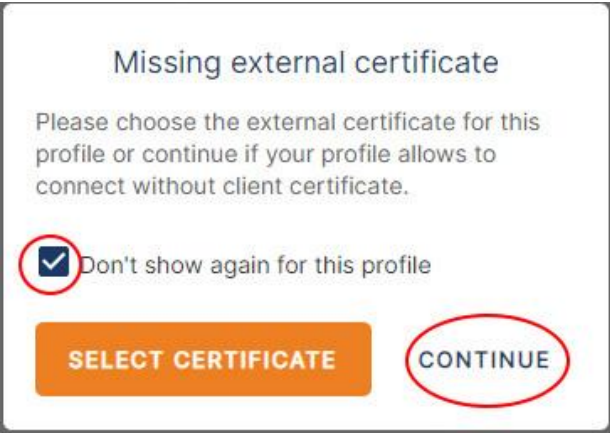 Missing external certificate
Please choose the external certificate for this
profile or continue if your profile allows to
connect without client certificate.
Don't show again for this profile
SELECT CERTIFICATE
CONTINUE